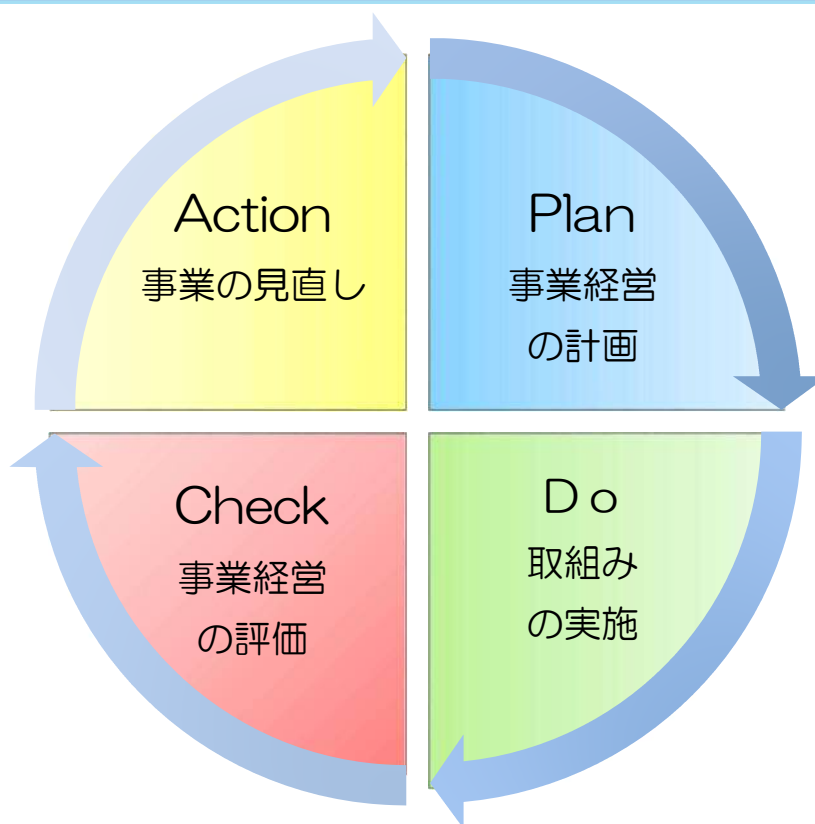 Action
事業の見直し
Plan
事業経営
の計画
Check
事業経営
の評価
Ｄｏ
取組み
の実施